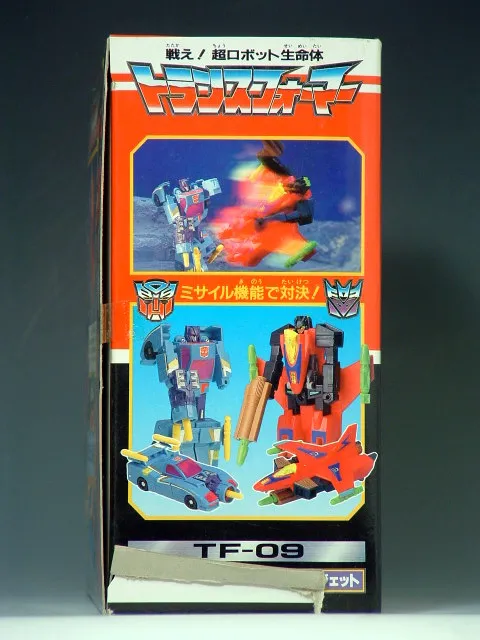 戦え！超ロボット生命体
トランスフォーマー
ミサイル機能で対決！
TF-09
ジェット